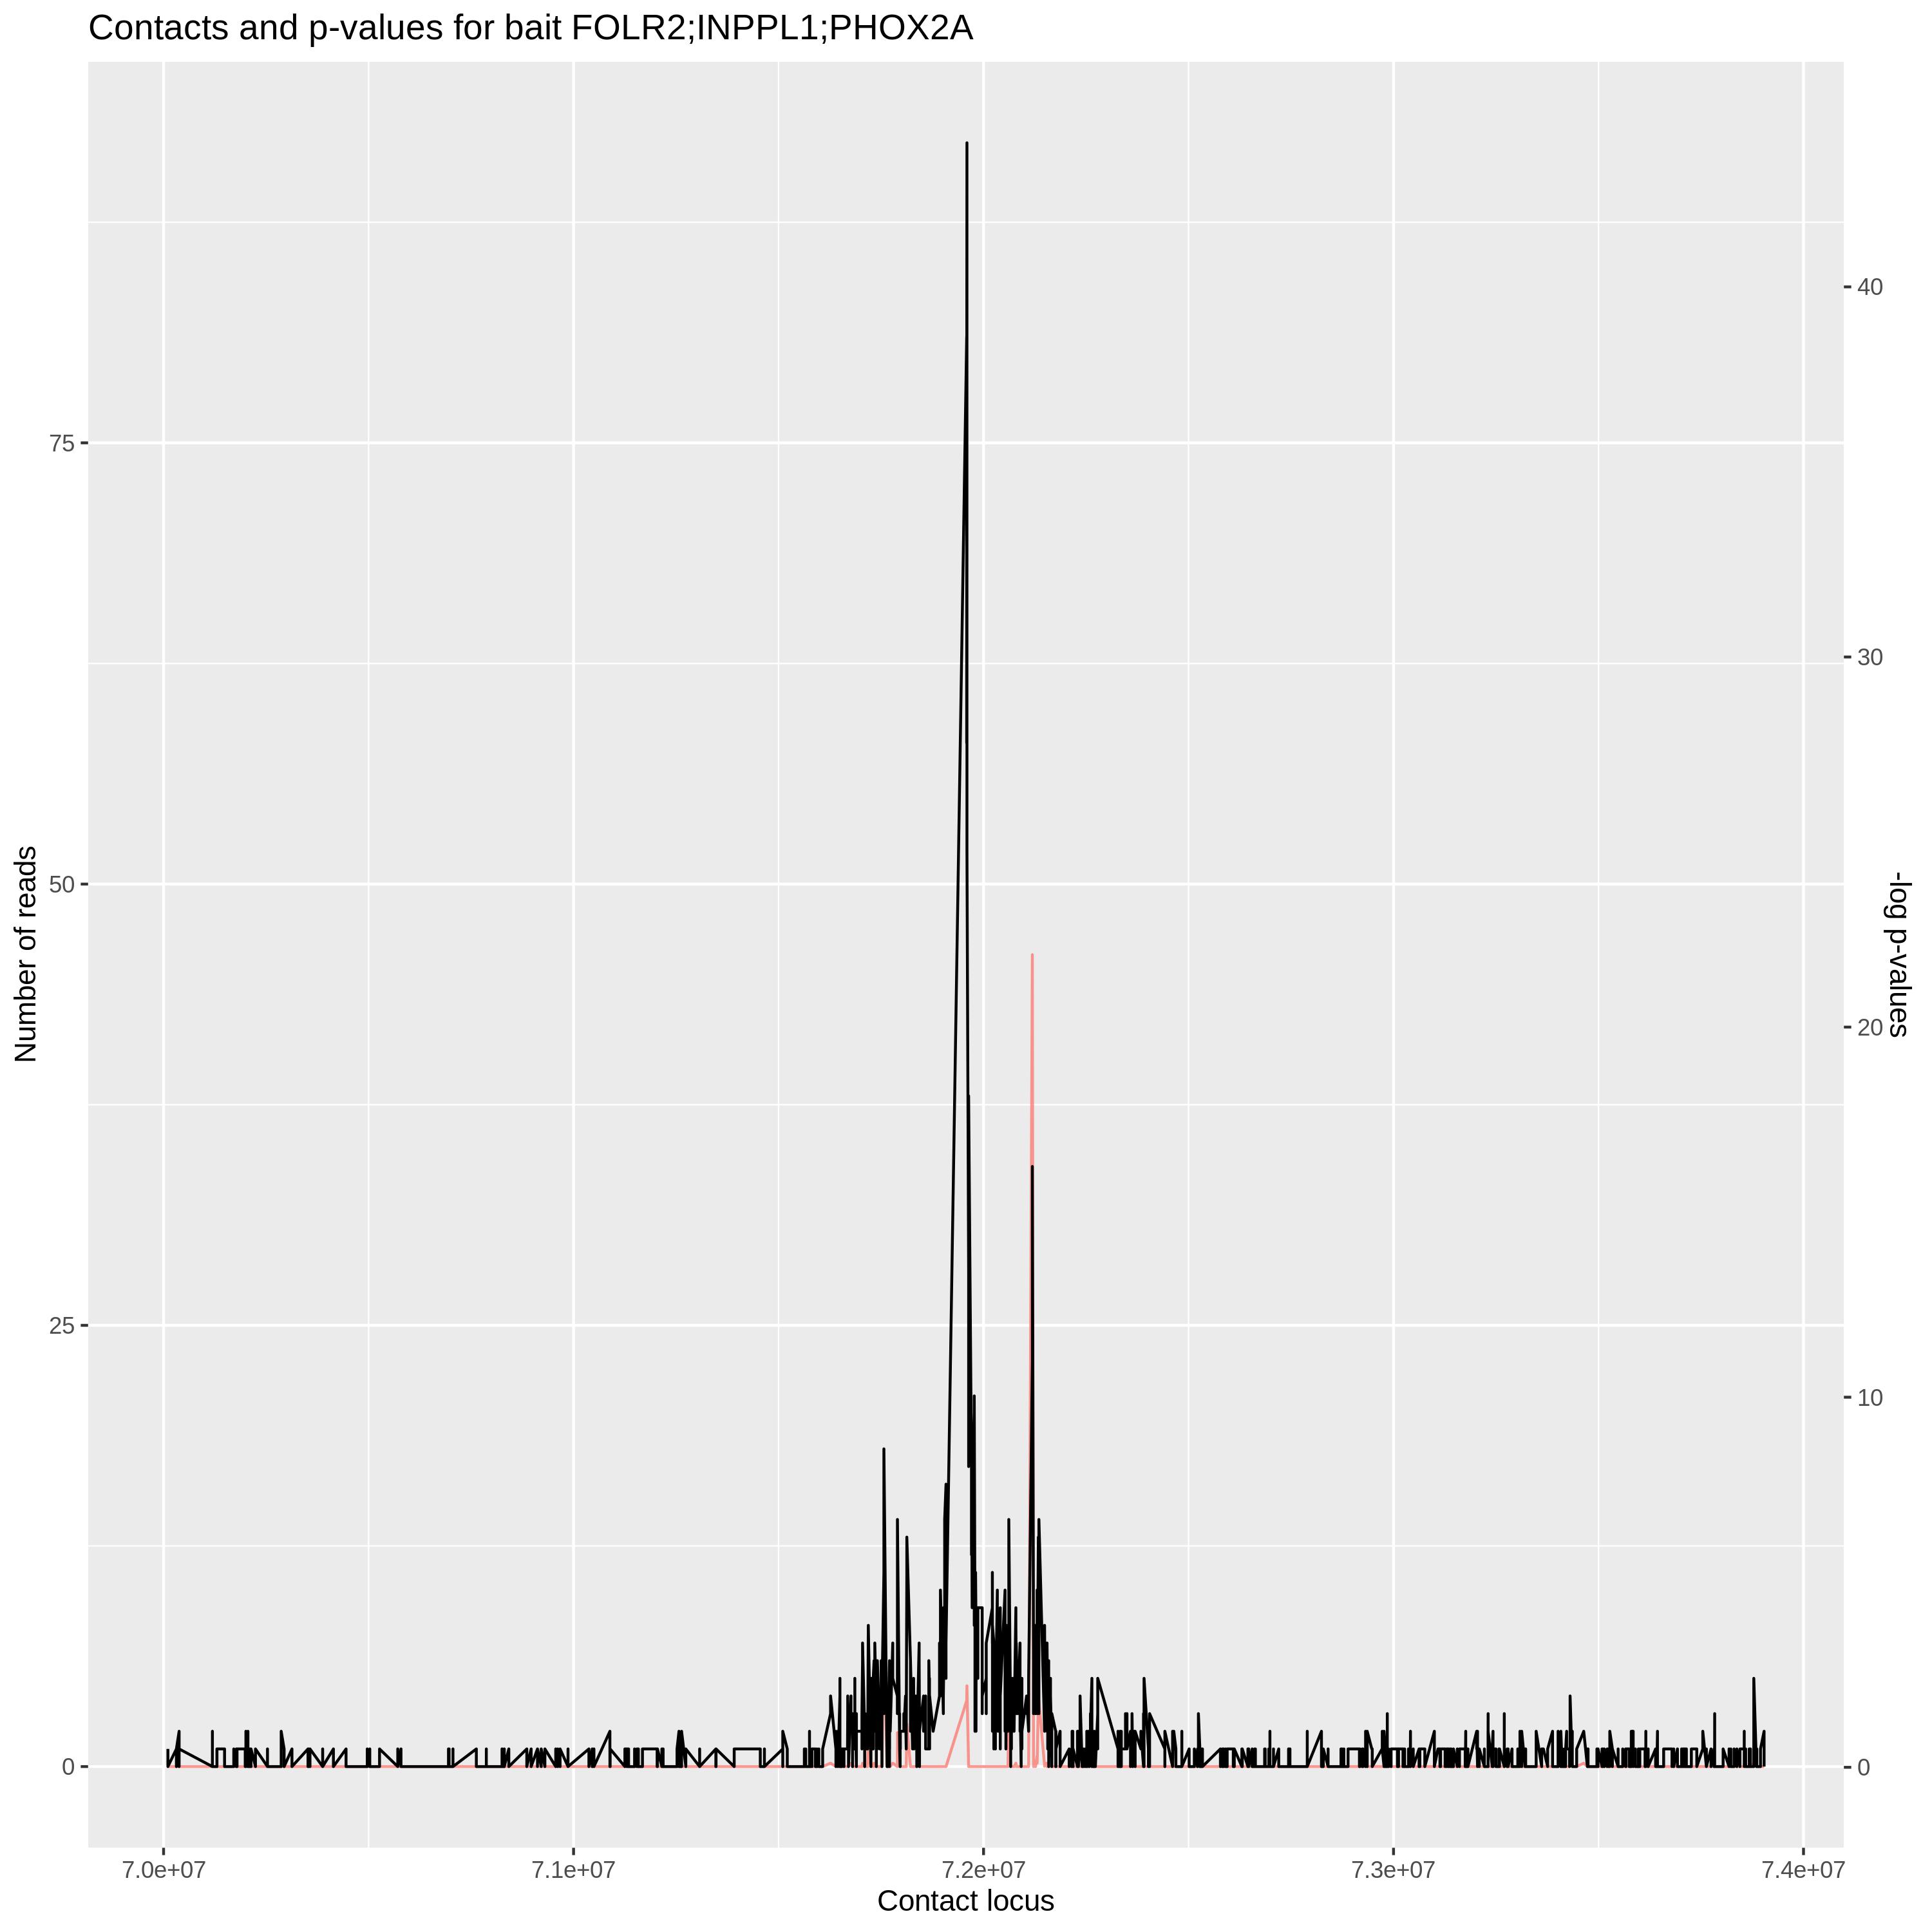 Contacts and p-values for bait FOLR2;INPPL1;PHOX2A
Number of reads
75
50
25
0
40
30
20
10
0
-log p-values
7.0e+07 7.1e+07 7.2e+07 7.3e+07 7.4e+07
Contact locus